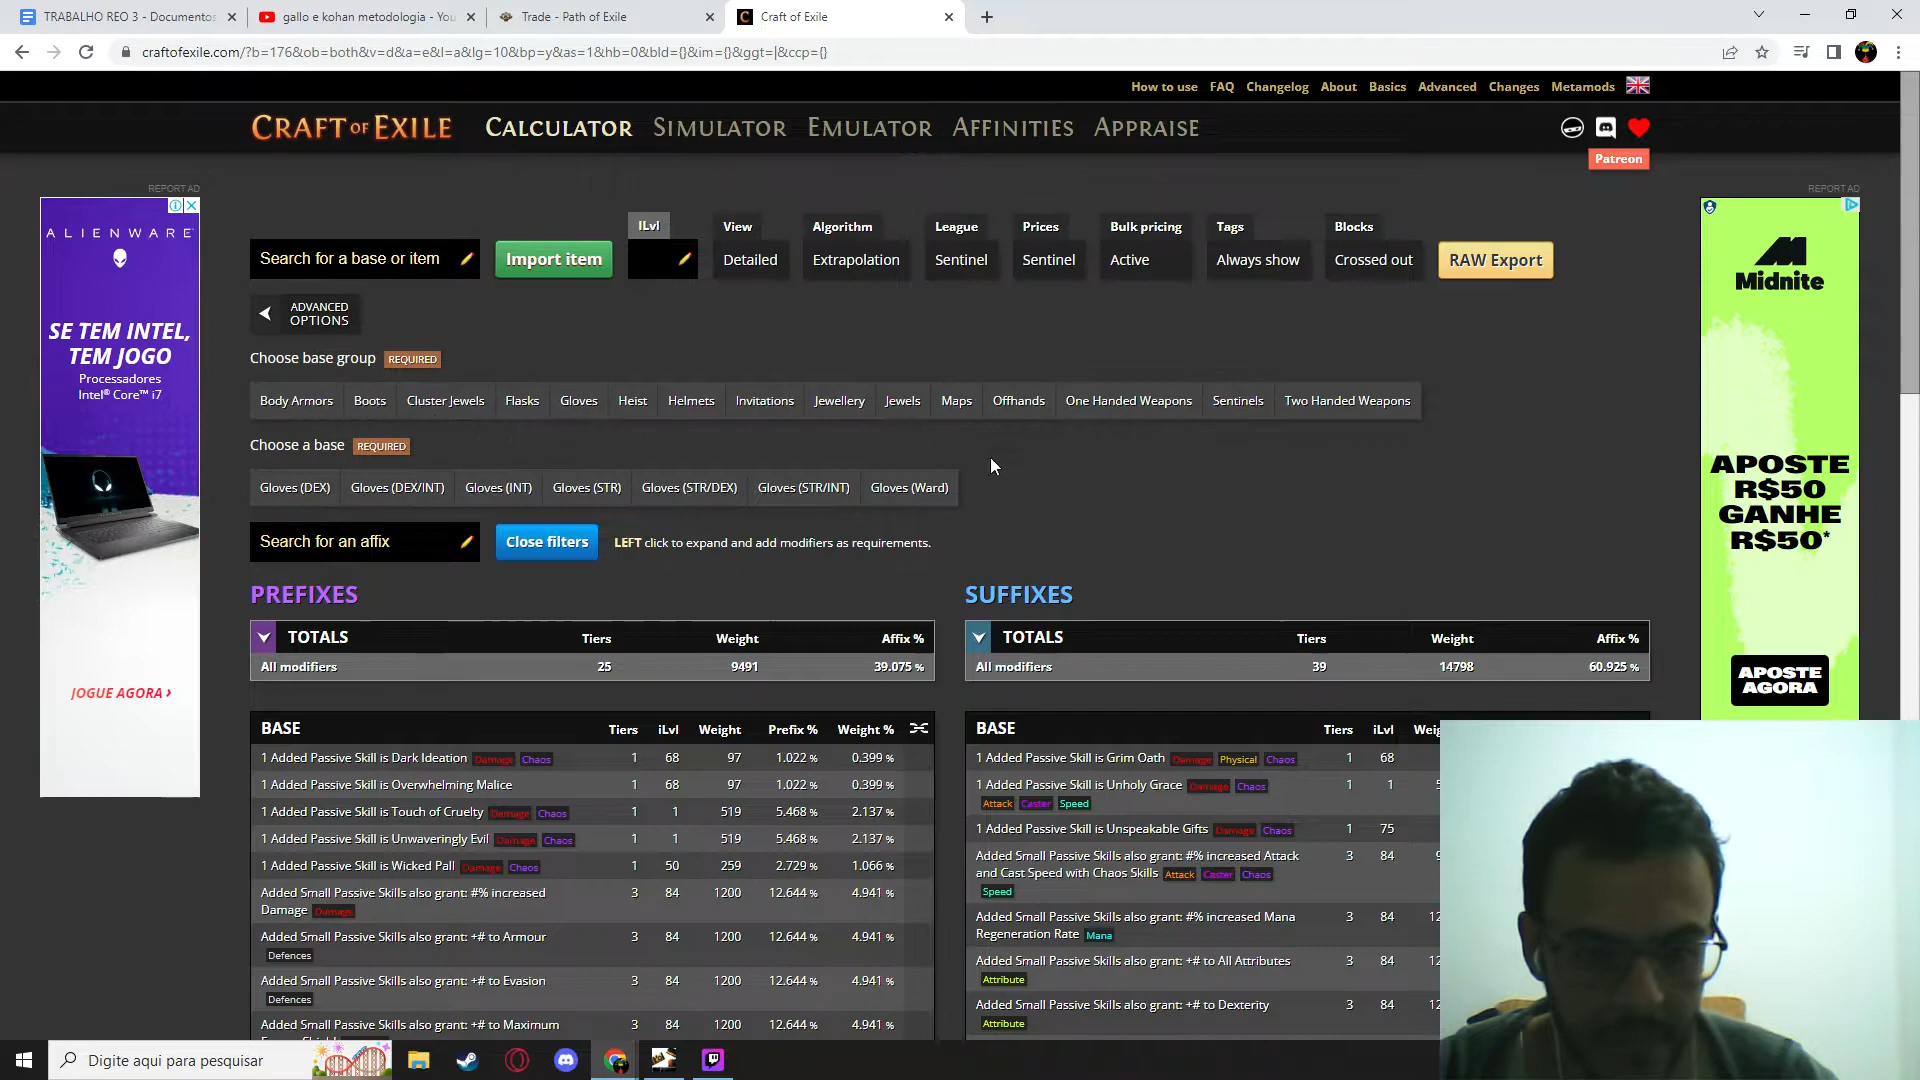 TRABALHO REO 3 - Documentos
gallo e kohan metodologia - You
Trade - Path of Exile
Craft of Exile
craftofexile.com/?b=176&ob=both&v=d&a=e&l=a&lg=10&bp=y&as=1&hb=0&bld={}&im={}&ggt=|&ccp={}
How to use FAQ Changelog About Basics Advanced Changes Metamods
CRAFT OF EXILE CALCULATOR SIMULATOR EMULATOR AFFINITIES APPRAISE
Patreon
REPORT AD
REPORT AD
ALIENWARE
SE TEM INTEL,
TEM JOGO
Processadores
Intel® Core™ i7
JOGUE AGORA ›
Midnite
APOSTE
R$50
GANHE
R$50*
APOSTE
AGORA
ILvl View Algorithm League Prices Bulk pricing Tags Blocks
Search for a base or item Import item Detailed Extrapolation Sentinel Sentinel Active Always show Crossed out RAW Export
ADVANCED
OPTIONS
Choose base group REQUIRED
Body Armors Boots Cluster Jewels Flasks Gloves Heist Helmets Invitations Jewellery Jewels Maps Offhands One Handed Weapons Sentinels Two Handed Weapons
Choose a base REQUIRED
Gloves (DEX) Gloves (DEX/INT) Gloves (INT) Gloves (STR) Gloves (STR/DEX) Gloves (STR/INT) Gloves (Ward)
Search for an affix Close filters LEFT click to expand and add modifiers as requirements.
PREFIXES
TOTALS Tiers Weight Affix %
All modifiers 25 9491 39.075 %
BASE Tiers iLvl Weight Prefix % Weight %
1 Added Passive Skill is Dark Ideation Damage Chaos 1 68 97 1.022 % 0.399 %
1 Added Passive Skill is Overwhelming Malice 1 68 97 1.022 % 0.399 %
1 Added Passive Skill is Touch of Cruelty Damage Chaos 1 1 519 5.468 % 2.137 %
1 Added Passive Skill is Unwaveringly Evil Damage Chaos 1 1 519 5.468 % 2.137 %
1 Added Passive Skill is Wicked Pall Damage Chaos 1 50 259 2.729 % 1.066 %
Added Small Passive Skills also grant: #% increased 3 84 1200 12.644 % 4.941 %
Damage Damage
Added Small Passive Skills also grant: +# to Armour 3 84 1200 12.644 % 4.941 %
Defences
Added Small Passive Skills also grant: +# to Evasion 3 84 1200 12.644 % 4.941 %
Defences
Added Small Passive Skills also grant: +# to Maximum 3 84 1200 12.644 % 4.941 %
SUFFIXES
TOTALS Tiers Weight Affix %
All modifiers 39 14798 60.925 %
BASE Tiers iLvl
1 Added Passive Skill is Grim Oath Damage Physical Chaos 1 68
1 Added Passive Skill is Unholy Grace Damage Chaos 1 1
Attack Caster Speed
1 Added Passive Skill is Unspeakable Gifts Damage Chaos 1 75
Added Small Passive Skills also grant: #% increased Attack 3 84
and Cast Speed with Chaos Skills Attack Caster Chaos
Speed
Added Small Passive Skills also grant: #% increased Mana 3 84
Regeneration Rate Mana
Added Small Passive Skills also grant: +# to All Attributes 3 84
Attribute
Added Small Passive Skills also grant: +# to Dexterity 3 84
Attribute
Digite aqui para pesquisar